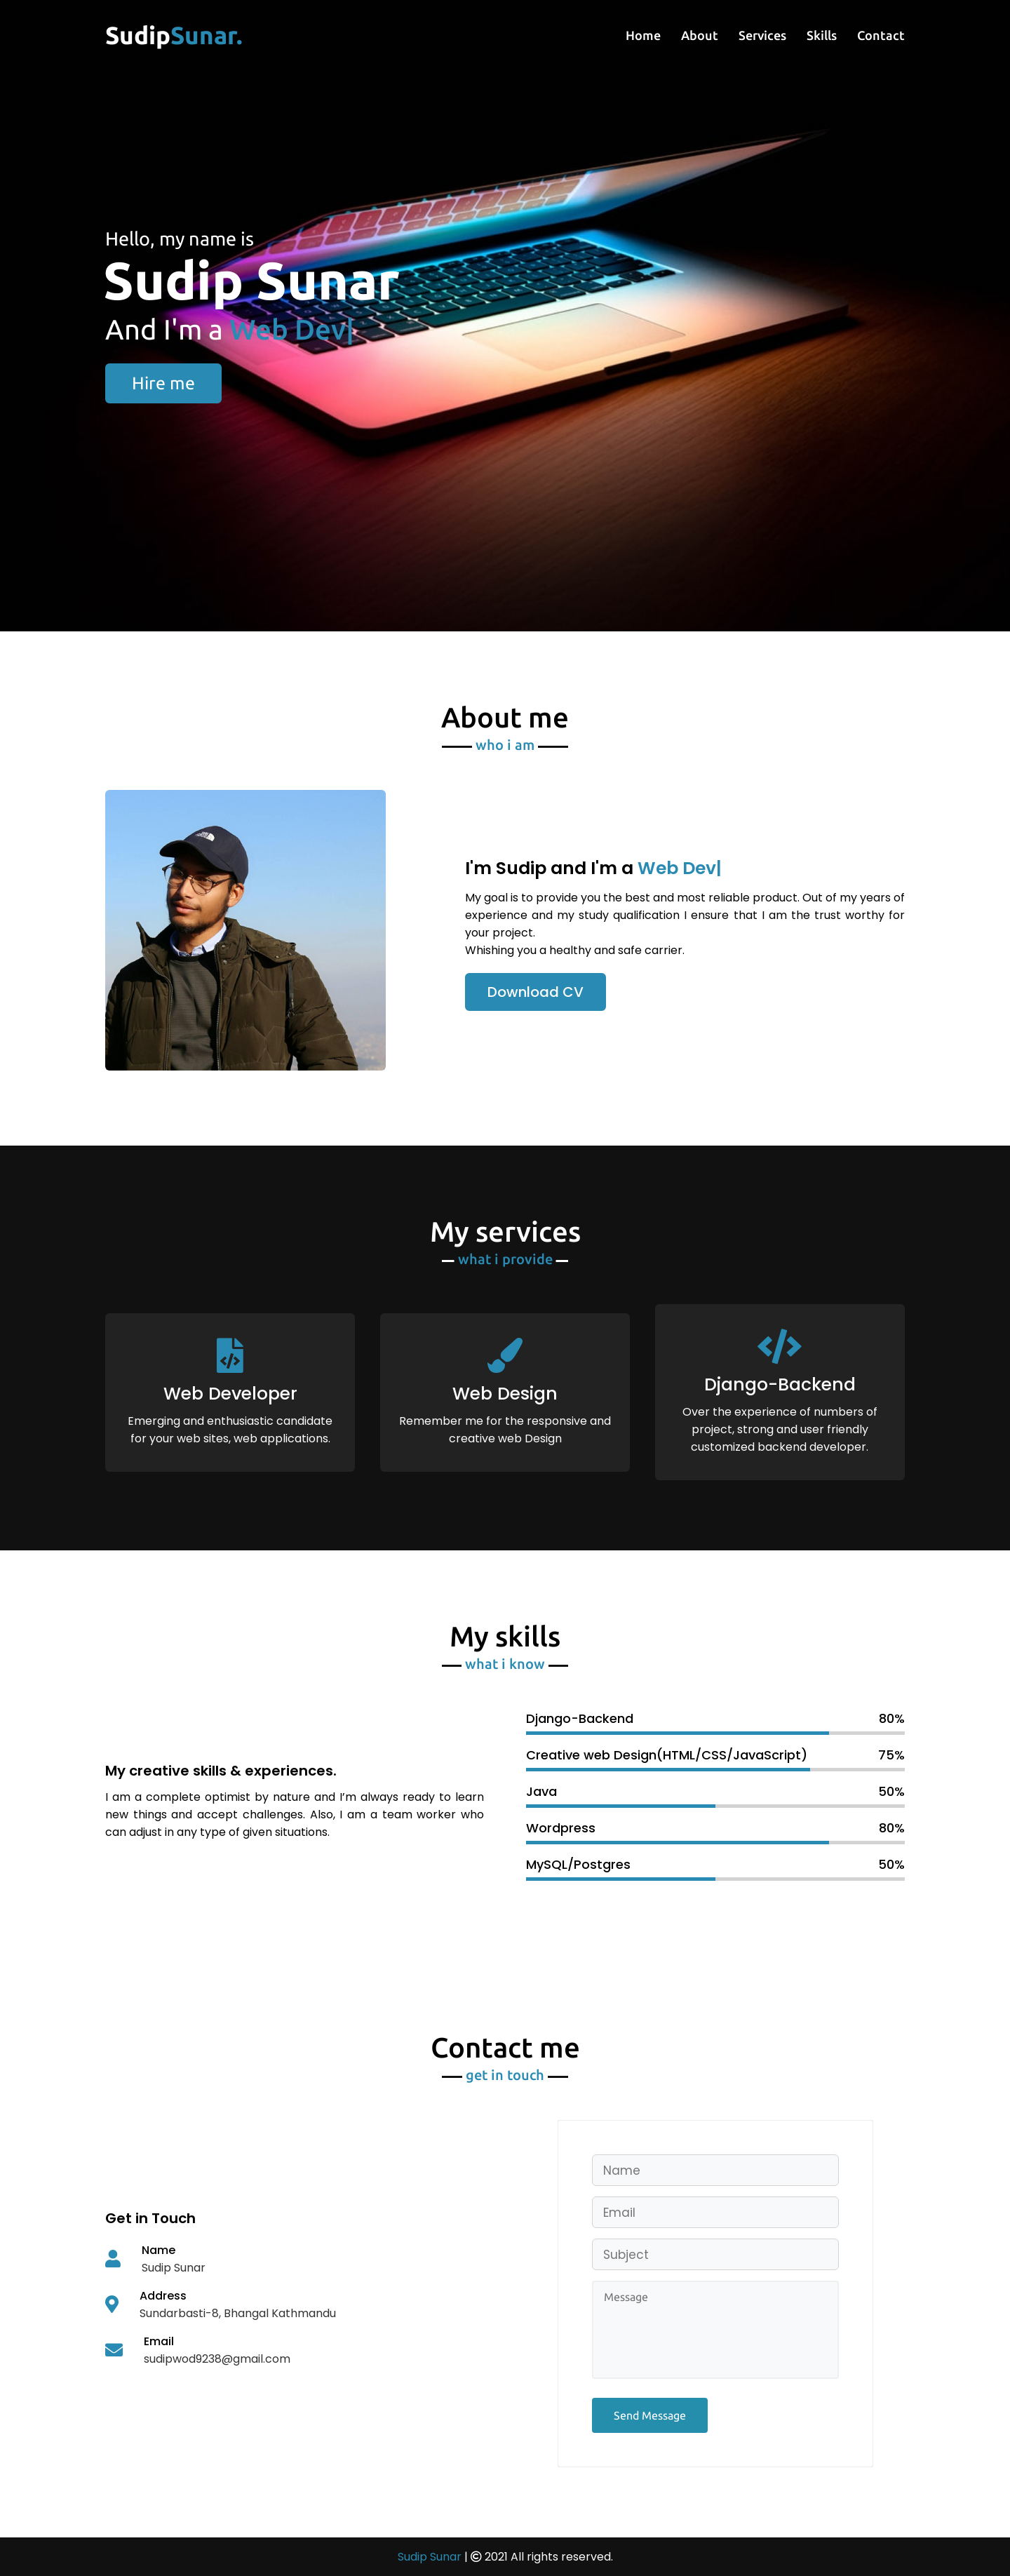 SudipSunar.
Home About Services Skills Contact
Hello, my name is
Sudip Sunar
And I'm a Web Dev|
Hire me
About me
who i am
I'm Sudip and I'm a Web Dev|
My goal is to provide you the best and most reliable product. Out of my years of
experience and my study qualification I ensure that I am the trust worthy for
your project.
Whishing you a healthy and safe carrier.
Download CV
My services
what i provide
Web Developer
Emerging and enthusiastic candidate
for your web sites, web applications.
Web Design
Remember me for the responsive and
creative web Design
Django-Backend
Over the experience of numbers of
project, strong and user friendly
customized backend developer.
My skills
what i know
My creative skills & experiences.
I am a complete optimist by nature and I’m always ready to learn
new things and accept challenges. Also, I am a team worker who
can adjust in any type of given situations.
Django-Backend 80%
Creative web Design(HTML/CSS/JavaScript) 75%
Java 50%
Wordpress 80%
MySQL/Postgres 50%
Contact me
get in touch
Get in Touch
Name
Sudip Sunar
Address
Sundarbasti-8, Bhangal Kathmandu
Email
sudipwod9238@gmail.com
Name
Email
Subject
Message
Send Message
Sudip Sunar | © 2021 All rights reserved.